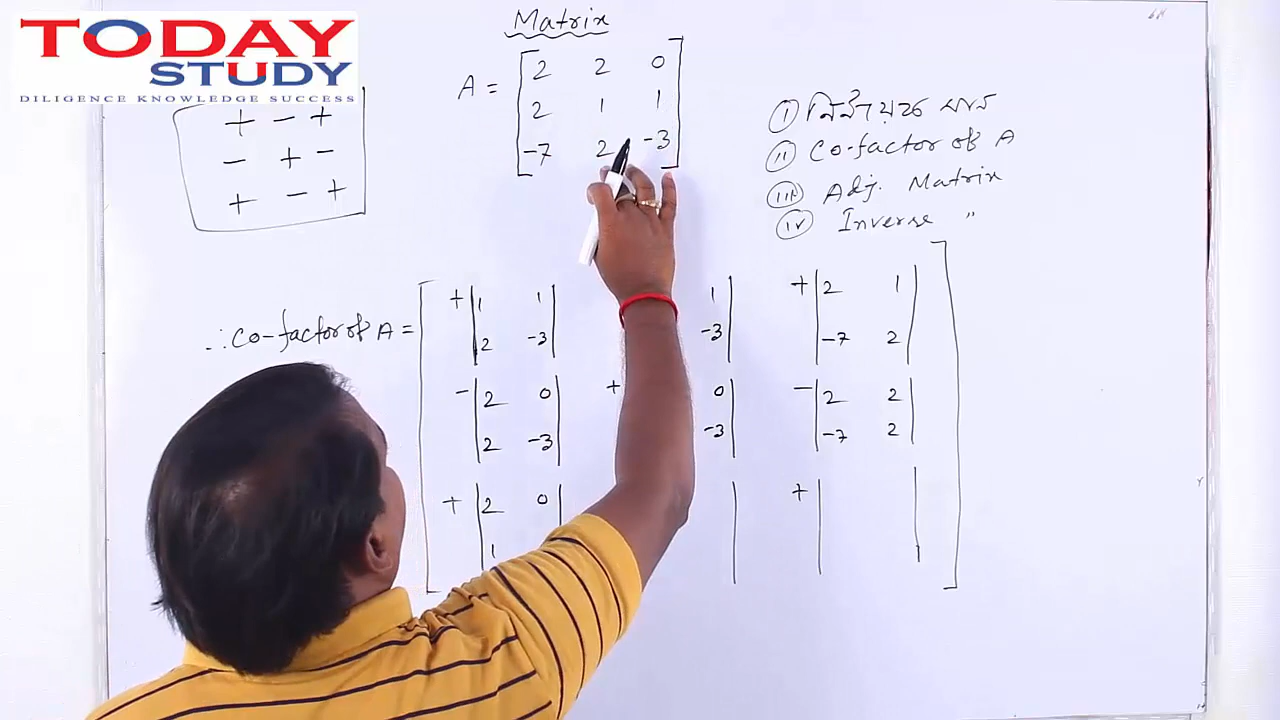 TODAY
STUDY
DILIGENCE KNOWLEDGE SUCCESS
Matrix
A = 2 2 0
2 1 1
-7 2 -3
+ - +
- + -
+ - +
(i) নির্ণায়ক মান
(ii) Co-factor of A
(iii) Adj. Matrix
(iv) Inverse "
∴ Co-factor of A =
+ 1 1 1 + 2 1
2 -3 -3 -7 2
- 2 0 + 0 - 2 2
2 -3 -3 -7 2
+ 2 0 +
1